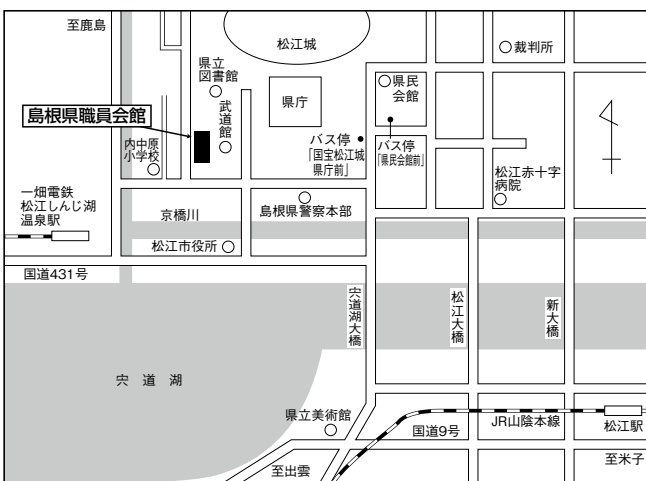 至鹿島
松江城
裁判所
県立
図書館
県民
会館
県庁
武道館
島根県職員会館
内中原
小学校
バス停
「国宝松江城
県庁前」
バス停
「県民会館前」
松江赤十字
病院
一畑電鉄
松江しんじ湖
温泉駅
京橋川
島根県警察本部
松江市役所
国道431号
宍道湖大橋
松江大橋
新大橋
宍道湖
県立美術館
国道9号
JR山陰本線
松江駅
至出雲
至米子